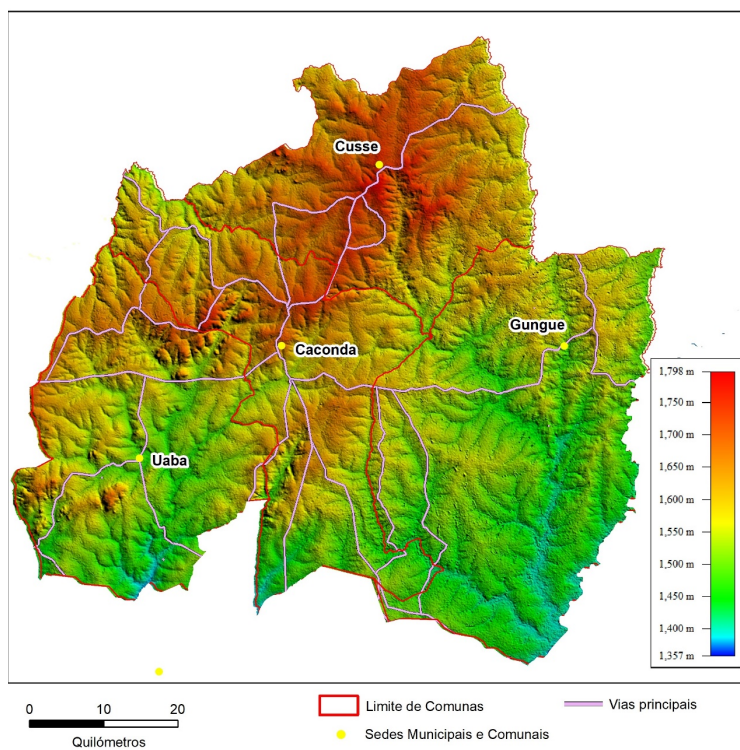 Cusse
Gungue
Caconda
Uaba
1,798 m
1,750 m
1,700 m
1,650 m
1,600 m
1,550 m
1,500 m
1,450 m
1,400 m
1,357 m
0 10 20
Quilómetros
Limite de Comunas
Vias principais
Sedes Municipais e Comunais